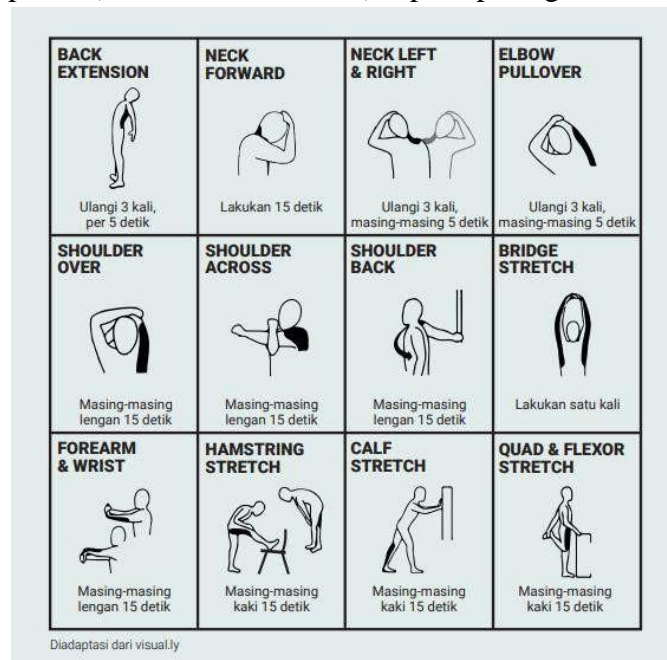 BACK
EXTENSION
Ulangi 3 kali,
per 5 detik
NECK
FORWARD
Lakukan 15 detik
NECK LEFT
& RIGHT
Ulangi 3 kali,
masing-masing 5 detik
ELBOW
PULLOVER
Ulangi 3 kali,
masing-masing 5 detik
SHOULDER
OVER
Masing-masing
lengan 15 detik
SHOULDER
ACROSS
Masing-masing
lengan 15 detik
SHOULDER
BACK
Masing-masing
lengan 15 detik
BRIDGE
STRETCH
Lakukan satu kali
FOREARM
& WRIST
Masing-masing
lengan 15 detik
HAMSTRING
STRETCH
Masing-masing
kaki 15 detik
CALF
STRETCH
Masing-masing
kaki 15 detik
QUAD & FLEXOR
STRETCH
Masing-masing
kaki 15 detik
Diadaptasi dari visual.ly